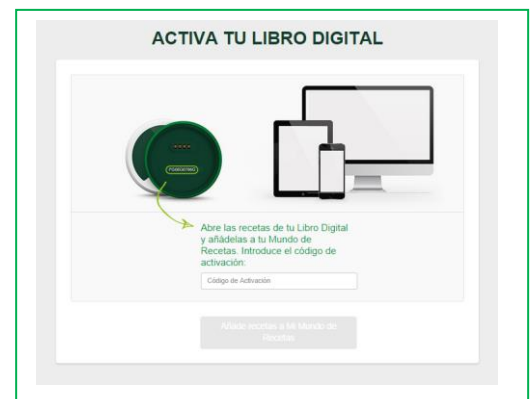 ACTIVA TU LIBRO DIGITAL
Abre las recetas de tu Libro Digital
y añádelas a tu Mundo de
Recetas. Introduce el código de
activación:
Código de Activación
Añade recetas a Mi Mundo de
Recetas